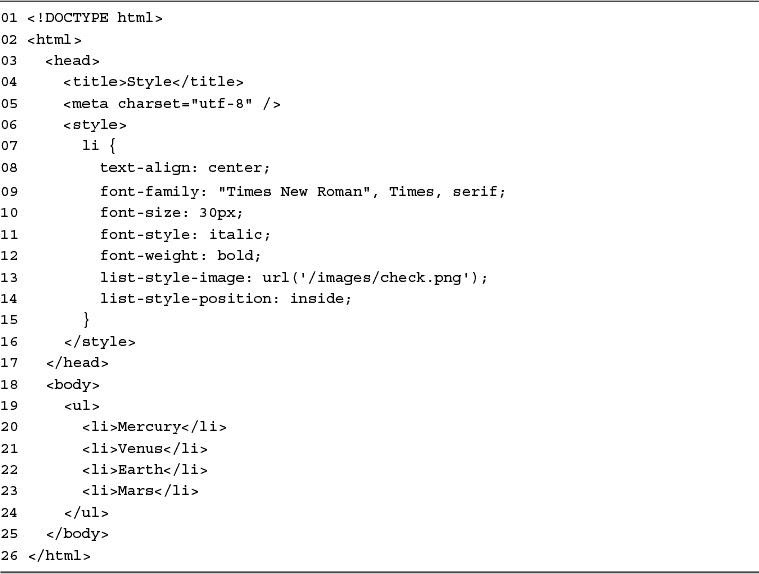 01 <!DOCTYPE html>
02 <html>
03   <head>
04     <title>Style</title>
05     <meta charset="utf-8" />
06     <style>
07       li {
08         text-align: center;
09         font-family: "Times New Roman", Times, serif;
10         font-size: 30px;
11         font-style: italic;
12         font-weight: bold;
13         list-style-image: url('/images/check.png');
14         list-style-position: inside;
15       }
16     </style>
17   </head>
18   <body>
19     <ul>
20       <li>Mercury</li>
21       <li>Venus</li>
22       <li>Earth</li>
23       <li>Mars</li>
24     </ul>
25   </body>
26 </html>